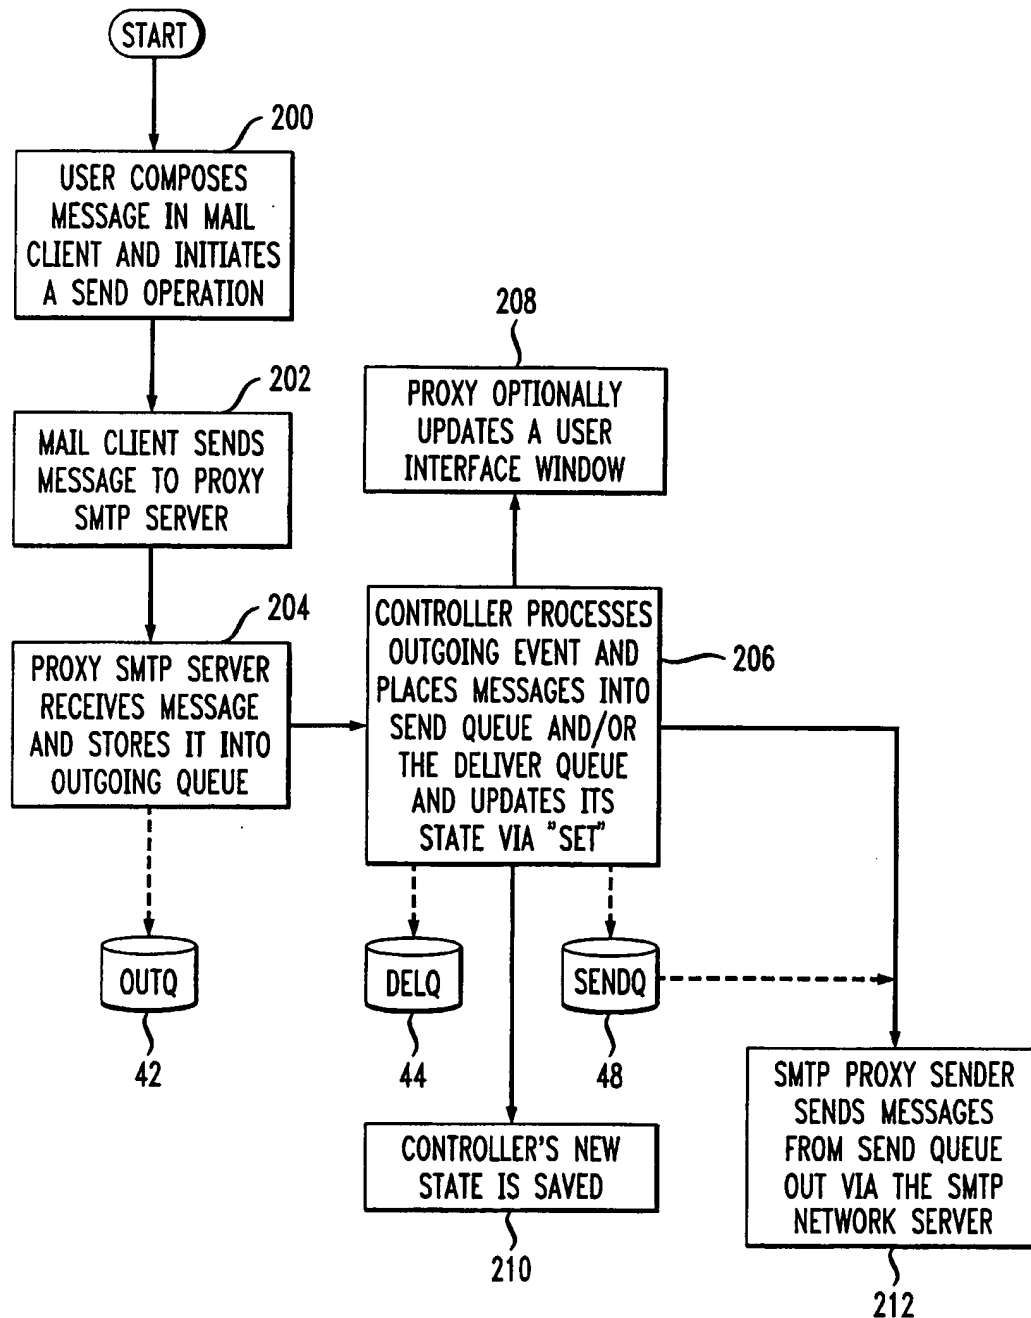 START
200
USER COMPOSES
MESSAGE IN MAIL
CLIENT AND INITIATES
A SEND OPERATION
202
MAIL CLIENT SENDS
MESSAGE TO PROXY
SMTP SERVER
204
PROXY SMTP SERVER
RECEIVES MESSAGE
AND STORES IT INTO
OUTGOING QUEUE
208
PROXY OPTIONALLY
UPDATES A USER
INTERFACE WINDOW
CONTROLLER PROCESSES
OUTGOING EVENT AND
PLACES MESSAGES INTO
SEND QUEUE AND/OR
THE DELIVER QUEUE
AND UPDATES ITS
STATE VIA "SET"
206
OUTQ
42
DELQ
44
SENDQ
48
CONTROLLER'S NEW
STATE IS SAVED
210
SMTP PROXY SENDER
SENDS MESSAGES
FROM SEND QUEUE
OUT VIA THE SMTP
NETWORK SERVER
212